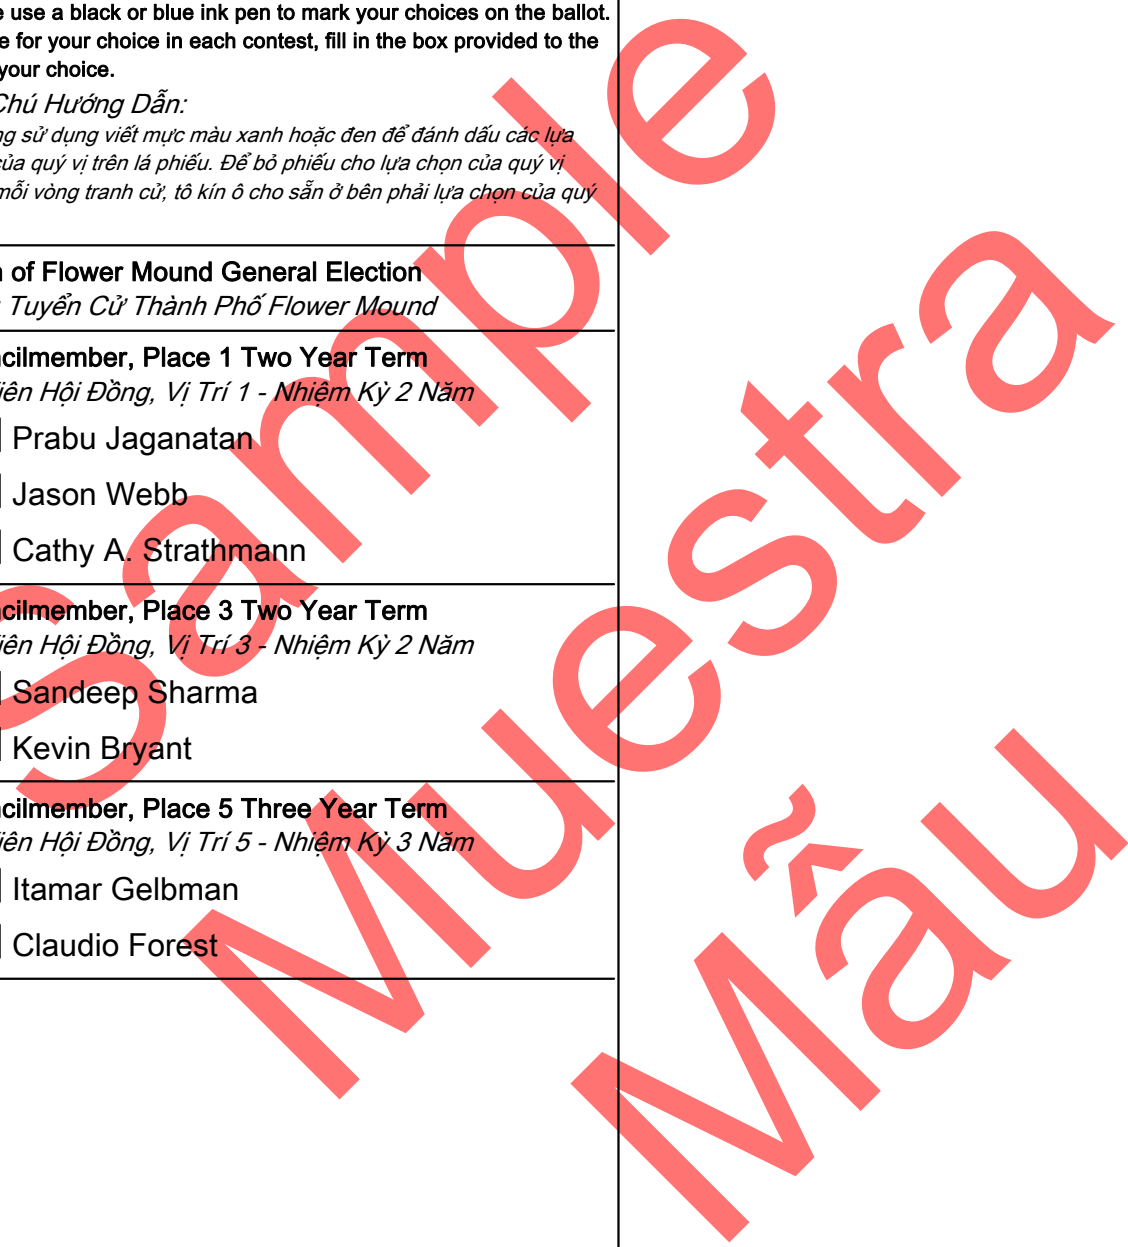 use a black or blue ink pen to mark your choices on the ballot.
for your choice in each contest, fill in the box provided to the
your choice.
Chú Hướng Dẫn:
sử dụng viết mực màu xanh hoặc đen để đánh dấu các lựa
của quý vị trên lá phiếu. Để bỏ phiếu cho lựa chọn của quý vị
mỗi vòng tranh cử, tô kín ô cho sẵn ở bên phải lựa chọn của quý
of Flower Mound General Election
Tuyển Cử Thành Phố Flower Mound
cilmember, Place 1 Two Year Term
iên Hội Đồng, Vị Trí 1 - Nhiệm Kỳ 2 Năm
Prabu Jaganatan
Jason Webb
Cathy A. Strathmann
cilmember, Place 3 Two Year Term
iên Hội Đồng, Vị Trí 3 - Nhiệm Kỳ 2 Năm
Sandeep Sharma
Kevin Bryant
cilmember, Place 5 Three Year Term
iên Hội Đồng, Vị Trí 5 - Nhiệm Kỳ 3 Năm
Itamar Gelbman
Claudio Forest
Sample
Muestra
Mẫu